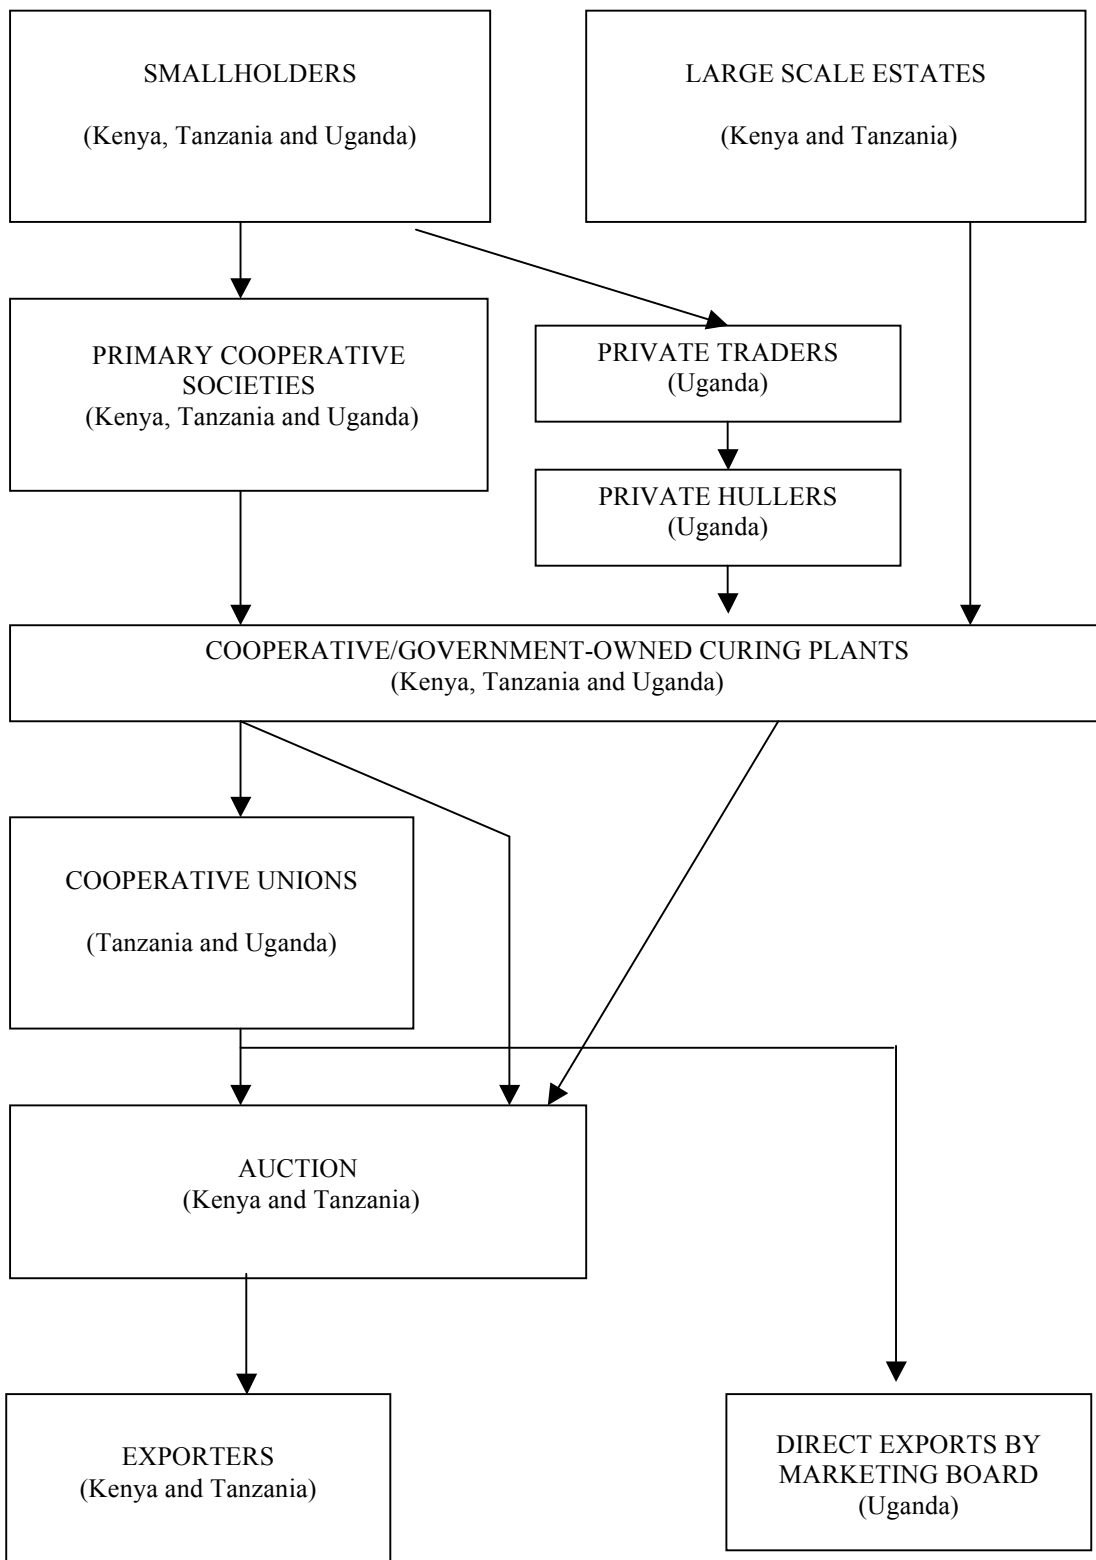 SMALLHOLDERS
(Kenya, Tanzania and Uganda)
LARGE SCALE ESTATES
(Kenya and Tanzania)
PRIMARY COOPERATIVE
SOCIETIES
(Kenya, Tanzania and Uganda)
PRIVATE TRADERS
(Uganda)
PRIVATE HULLERS
(Uganda)
COOPERATIVE/GOVERNMENT-OWNED CURING PLANTS
(Kenya, Tanzania and Uganda)
COOPERATIVE UNIONS
(Tanzania and Uganda)
AUCTION
(Kenya and Tanzania)
EXPORTERS
(Kenya and Tanzania)
DIRECT EXPORTS BY
MARKETING BOARD
(Uganda)